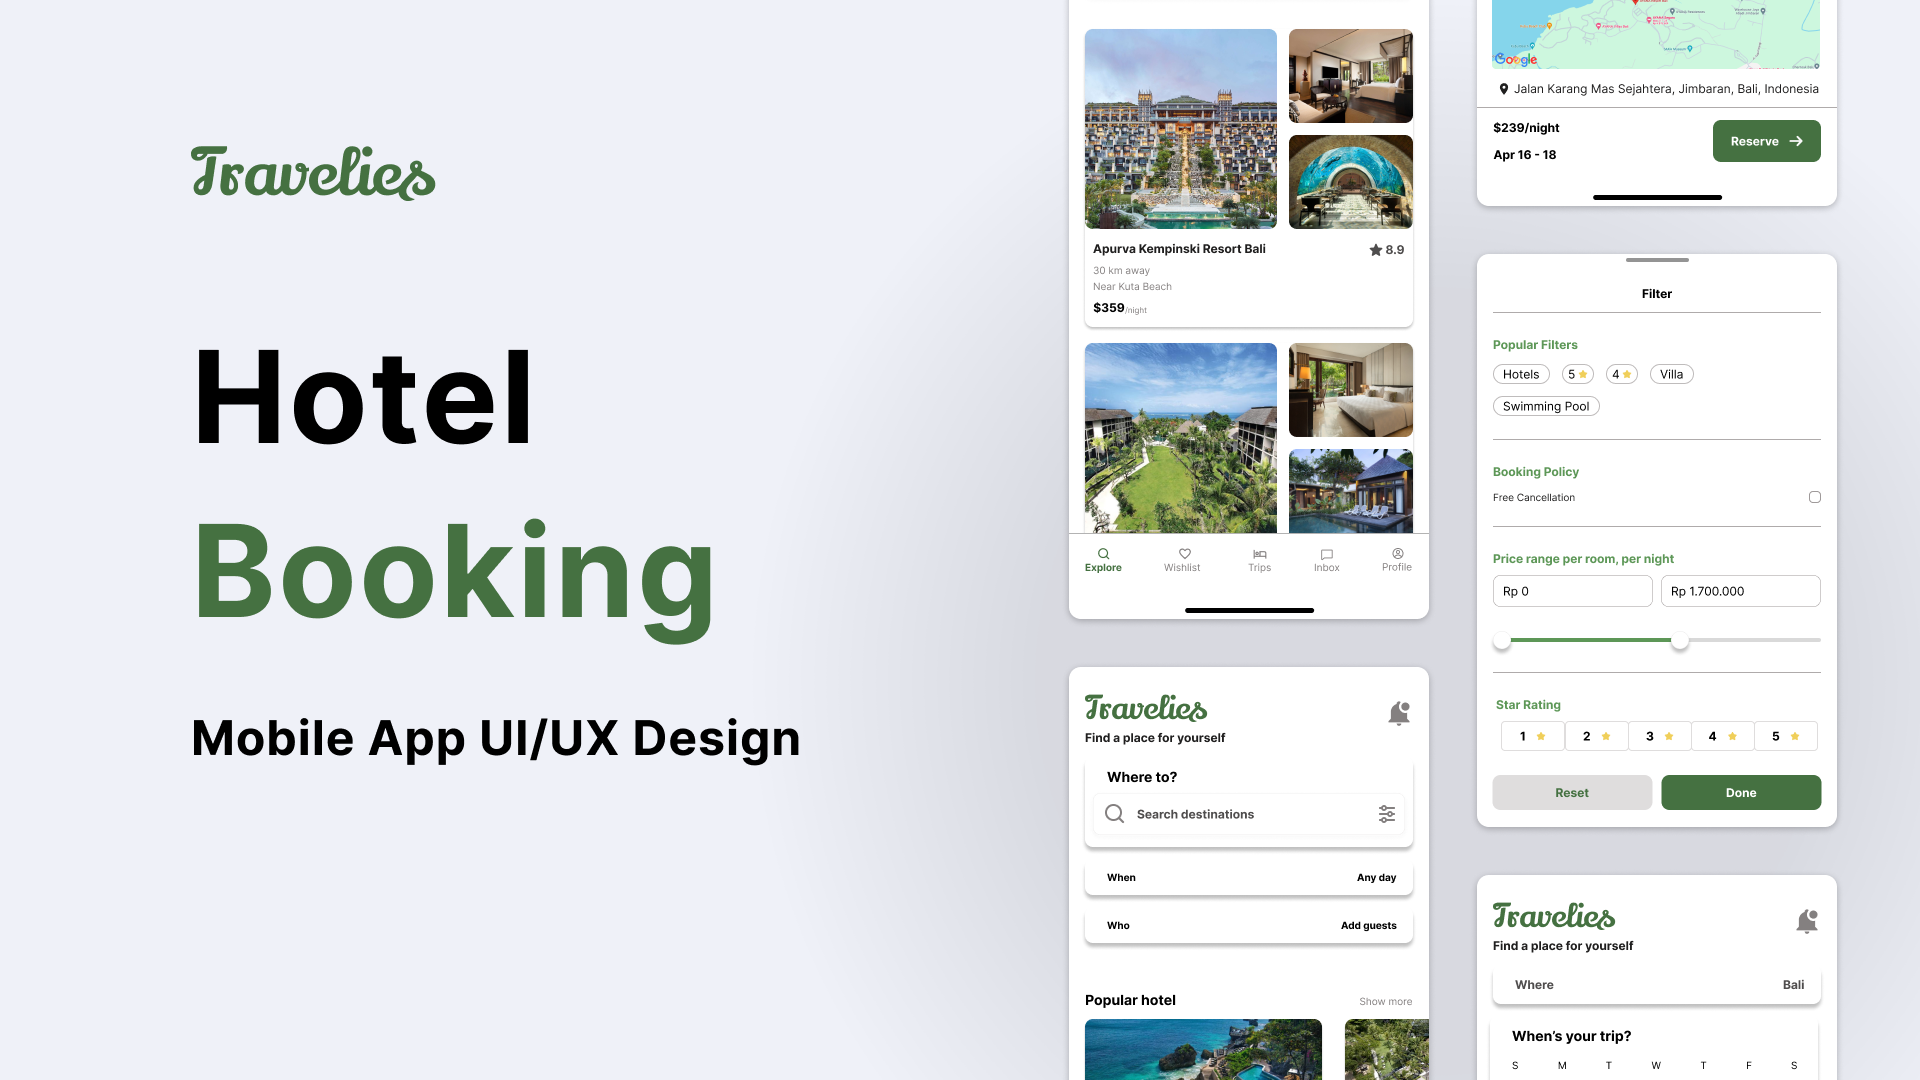 Travelies
Hotel
Booking
Mobile App UI/UX Design
Apurva Kempinski Resort Bali
8.9
30 km away
Near Kuta Beach
$359/night
Explore
Wishlist
Trips
Inbox
Profile
Travelies
Find a place for yourself
Where to?
Search destinations
When
Any day
Who
Add guests
Popular hotel
Show more
Google
Jalan Karang Mas Sejahtera, Jimbaran, Bali, Indonesia
$239/night
Apr 16 - 18
Reserve
Filter
Popular Filters
Hotels
5
4
Villa
Swimming Pool
Booking Policy
Free Cancellation
Price range per room, per night
Rp 0
Rp 1.700.000
Star Rating
1
2
3
4
5
Reset
Done
Travelies
Find a place for yourself
Where
Bali
When's your trip?
S M T W T F S